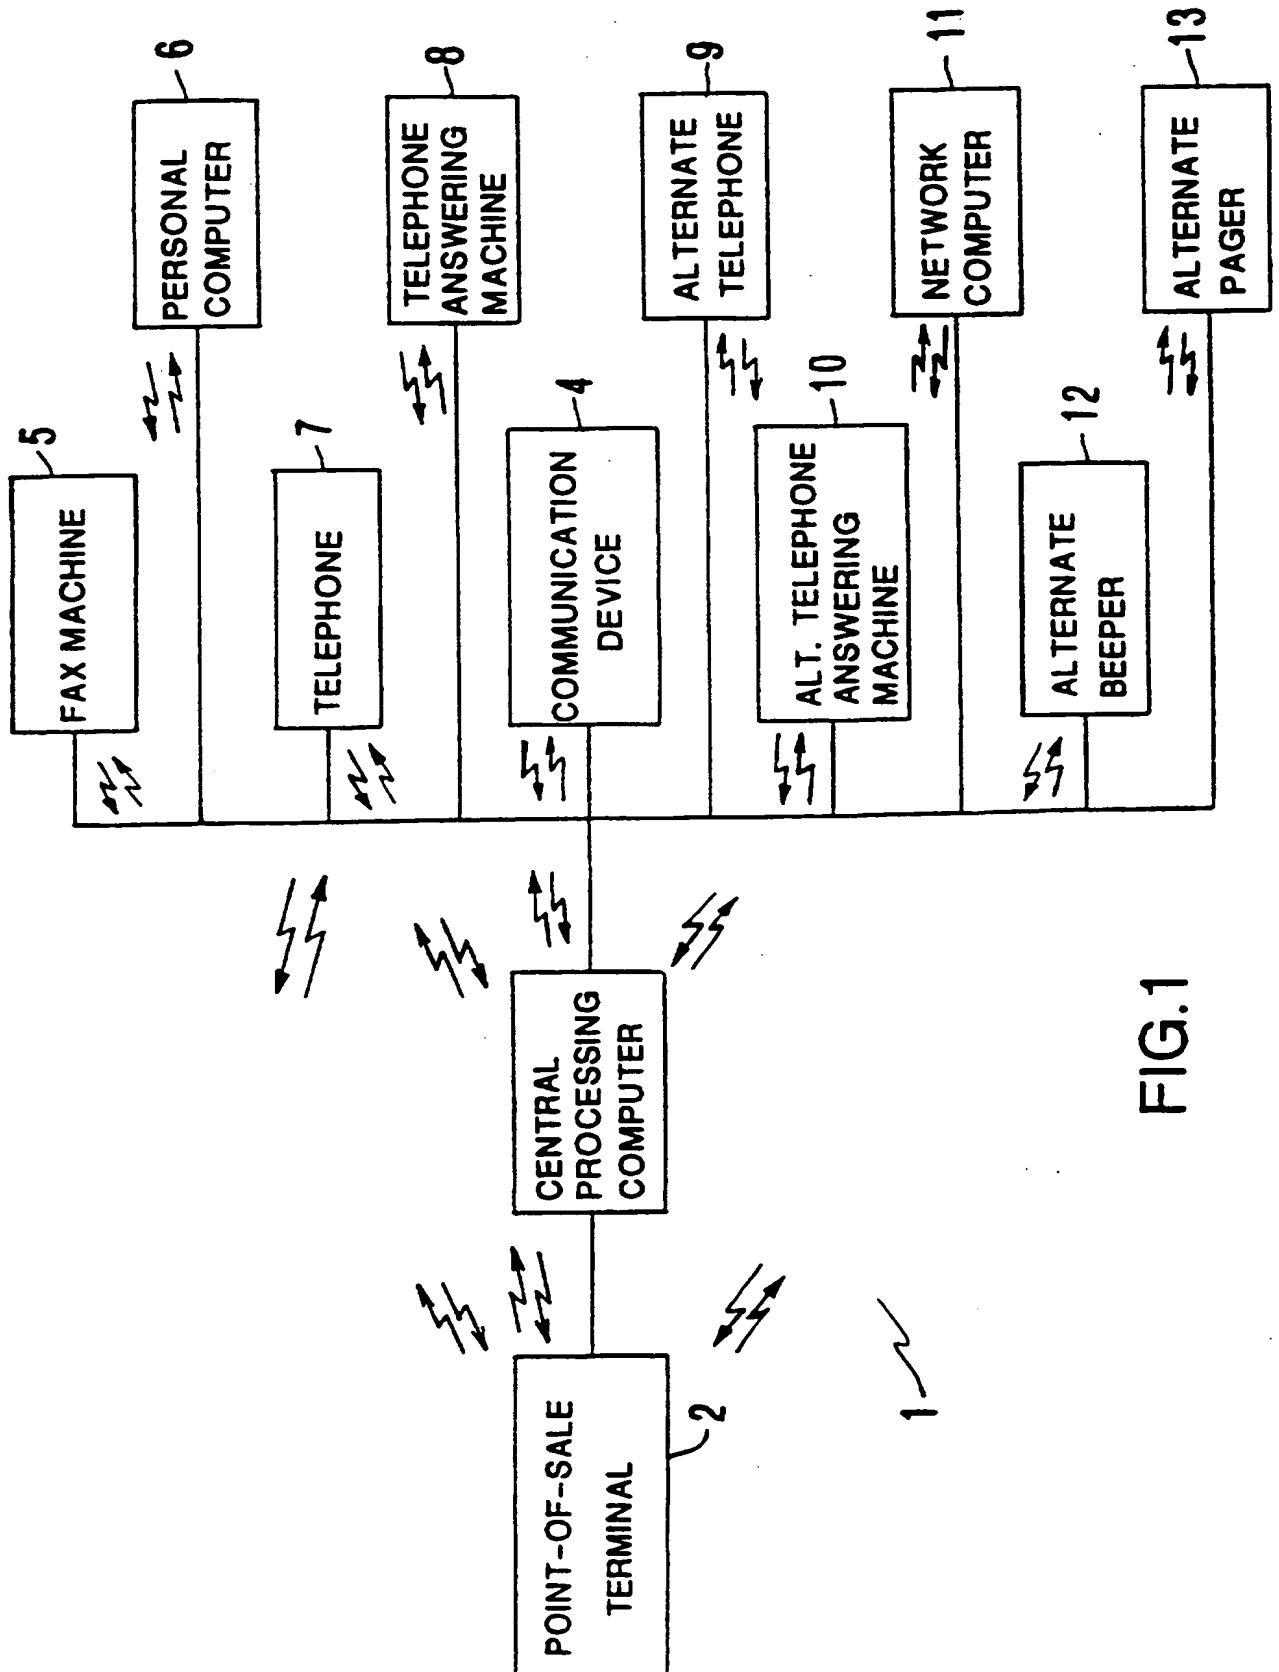 5
FAX MACHINE
6
PERSONAL
COMPUTER
7
TELEPHONE
8
TELEPHONE
ANSWERING
MACHINE
4
COMMUNICATION
DEVICE
9
ALTERNATE
TELEPHONE
10
ALT. TELEPHONE
ANSWERING
MACHINE
11
NETWORK
COMPUTER
12
ALTERNATE
BEEPER
13
ALTERNATE
PAGER
CENTRAL
PROCESSING
COMPUTER
POINT-OF-SALE
TERMINAL
2
1
FIG.1